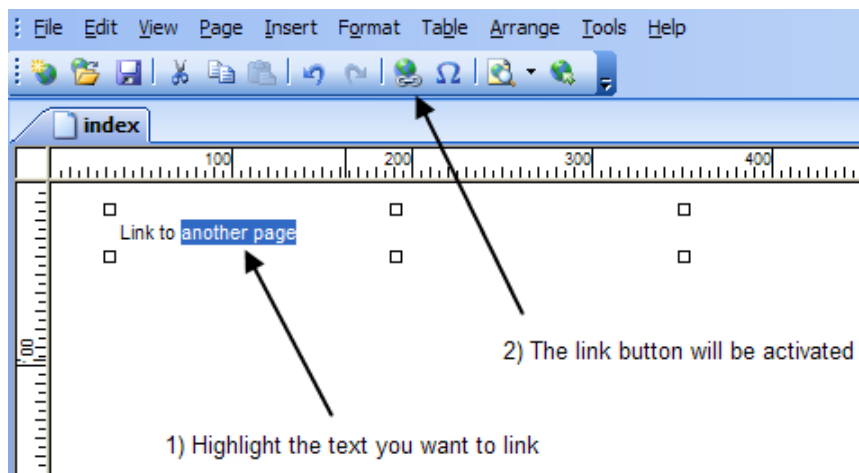 File Edit View Page Insert Format Table Arrange Tools Help
Ω
index
100 200 300 400
Link to another page
2) The link button will be activated
1) Highlight the text you want to link